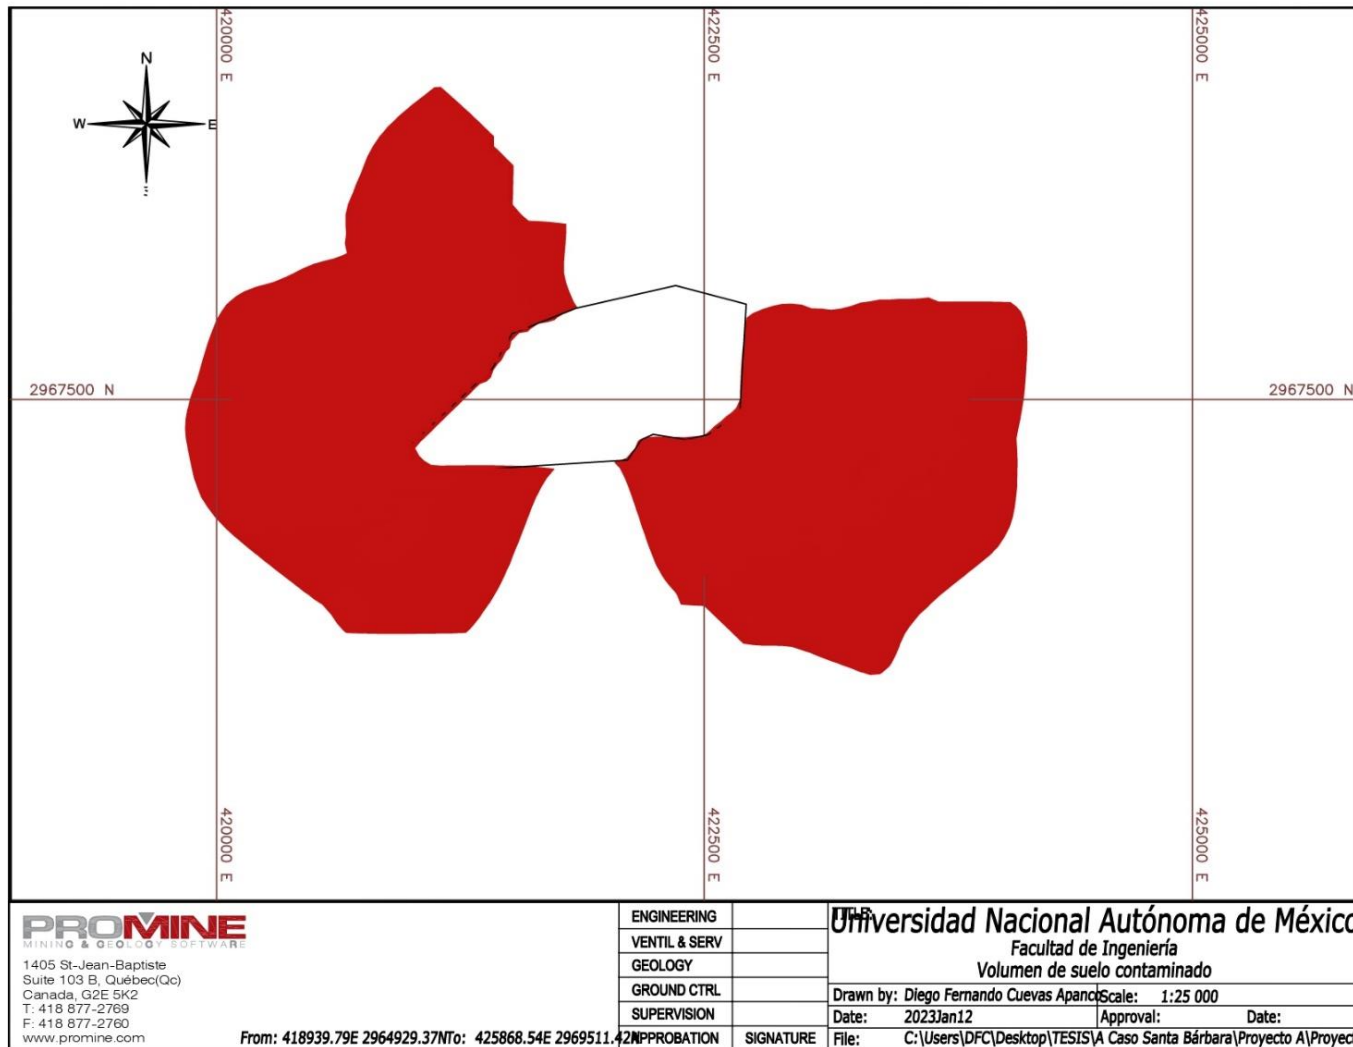 420000 E
422500 E
425000 E
N
W
E
2967500 N
2967500 N
420000 E
422500 E
425000 E
PROMINE
MINING & GEOLOGY SOFTWARE
1405 St-Jean-Baptiste
Suite 103 B, Québec(Qc)
Canada, G2E 5K2
T: 418 877-2769
F: 418 877-2760
www.promine.com
From: 418939.79E 2964929.37N To: 425868.54E 2969511.42N
ENGINEERING
VENTIL & SERV
GEOLOGY
GROUND CTRL
SUPERVISION
APPROBATION SIGNATURE
TITLE:
Universidad Nacional Autónoma de México
Facultad de Ingeniería
Volumen de suelo contaminado
Drawn by: Diego Fernando Cuevas Apanco Scale: 1:25 000
Date: 2023Jan12 Approval: Date:
File: C:\Users\DFC\Desktop\TESIS\A Caso Santa Bárbara\Proyecto A\Proyect